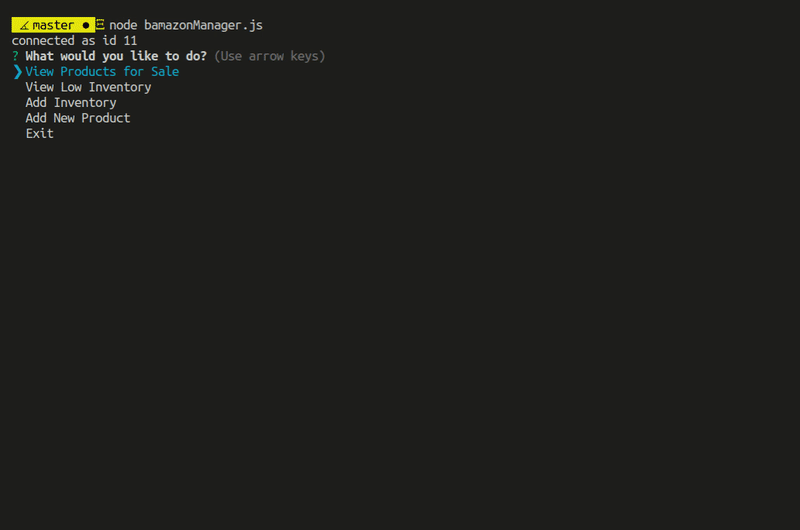 master ● node bamazonManager.js
connected as id 11
? What would you like to do? (Use arrow keys)
❯ View Products for Sale
View Low Inventory
Add Inventory
Add New Product
Exit